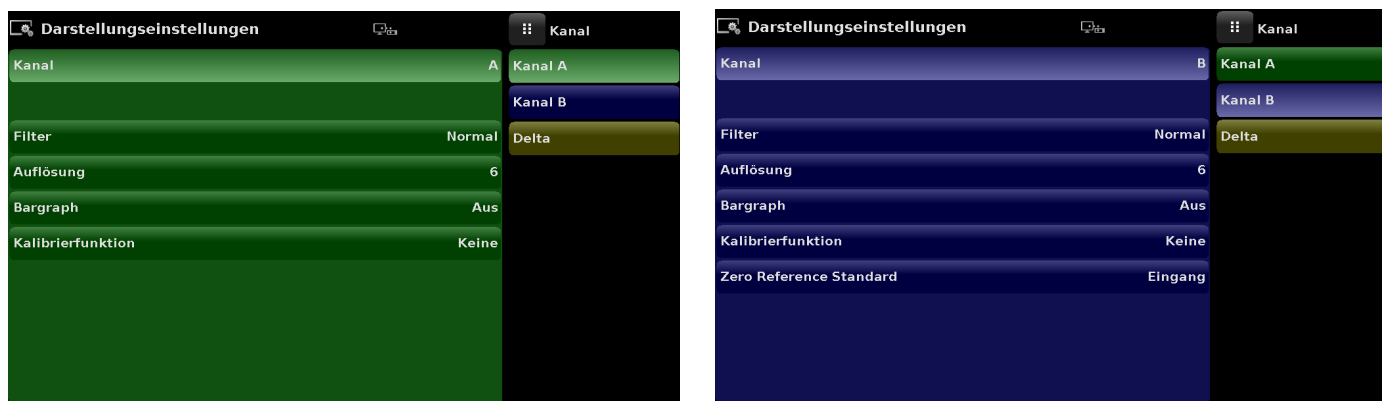 Darstellungseinstellungen Kanal
Kanal A Kanal A
Kanal B
Filter Normal Delta
Auflösung 6
Bargraph Aus
Kalibrierfunktion Keine
Darstellungseinstellungen Kanal
Kanal B Kanal A
Kanal B
Filter Normal Delta
Auflösung 6
Bargraph Aus
Kalibrierfunktion Keine
Zero Reference Standard Eingang